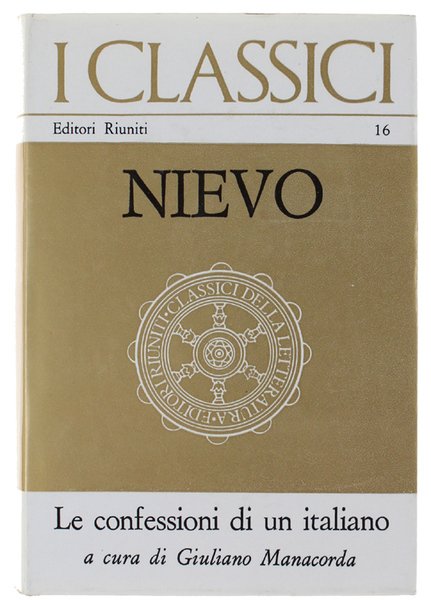 I CLASSICI
Editori Riuniti 16
NIEVO
EDITORI RIUNITI·CLASSICI DELLA LETTERATURA·
Le confessioni di un italiano
a cura di Giuliano Manacorda